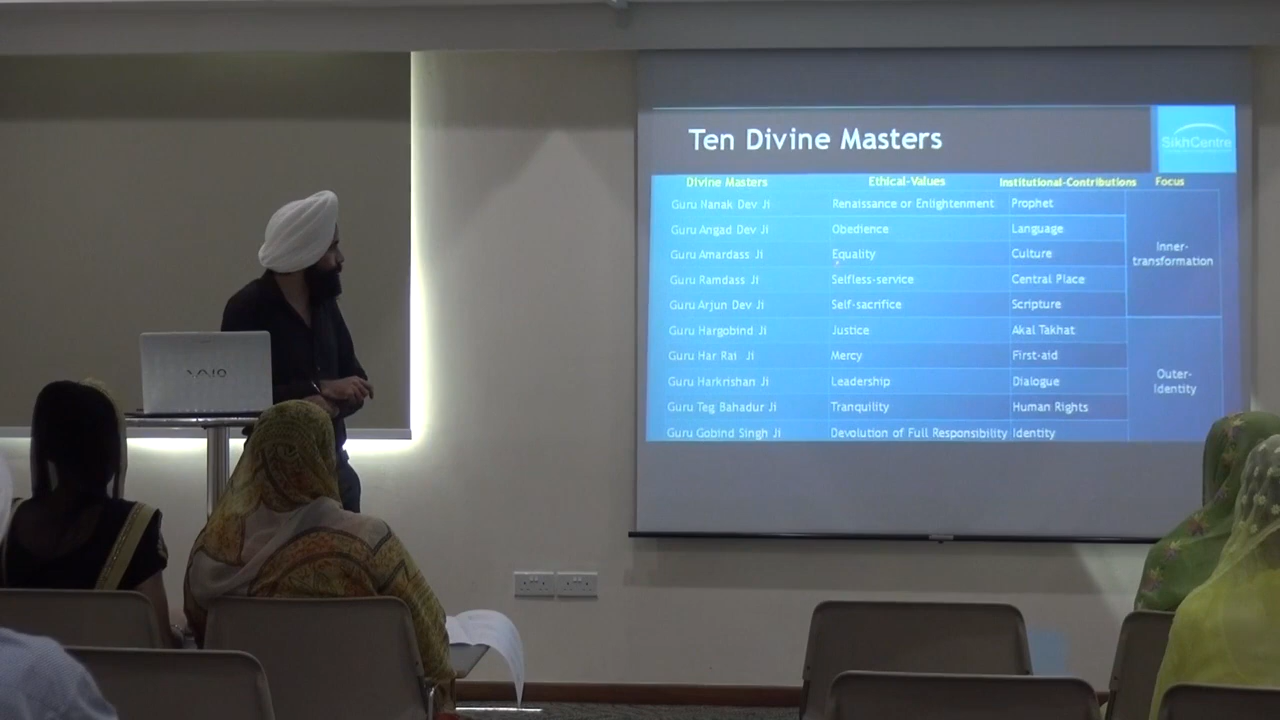 Ten Divine Masters
SikhCentre
Divine Masters Ethical-Values Institutional-Contributions Focus
Guru Nanak Dev Ji Renaissance or Enlightenment Prophet
Guru Angad Dev Ji Obedience Language
Guru Amardass Ji Equality Culture
Inner-
transformation
Guru Ramdass Ji Selfless-service Central Place
Guru Arjun Dev Ji Self-sacrifice Scripture
Guru Hargobind Ji Justice Akal Takhat
Guru Har Rai Ji Mercy First-aid
Guru Harkrishan Ji Leadership Dialogue
Outer-
Identity
Guru Teg Bahadur Ji Tranquility Human Rights
Guru Gobind Singh Ji Devolution of Full Responsibility Identity
VAIO